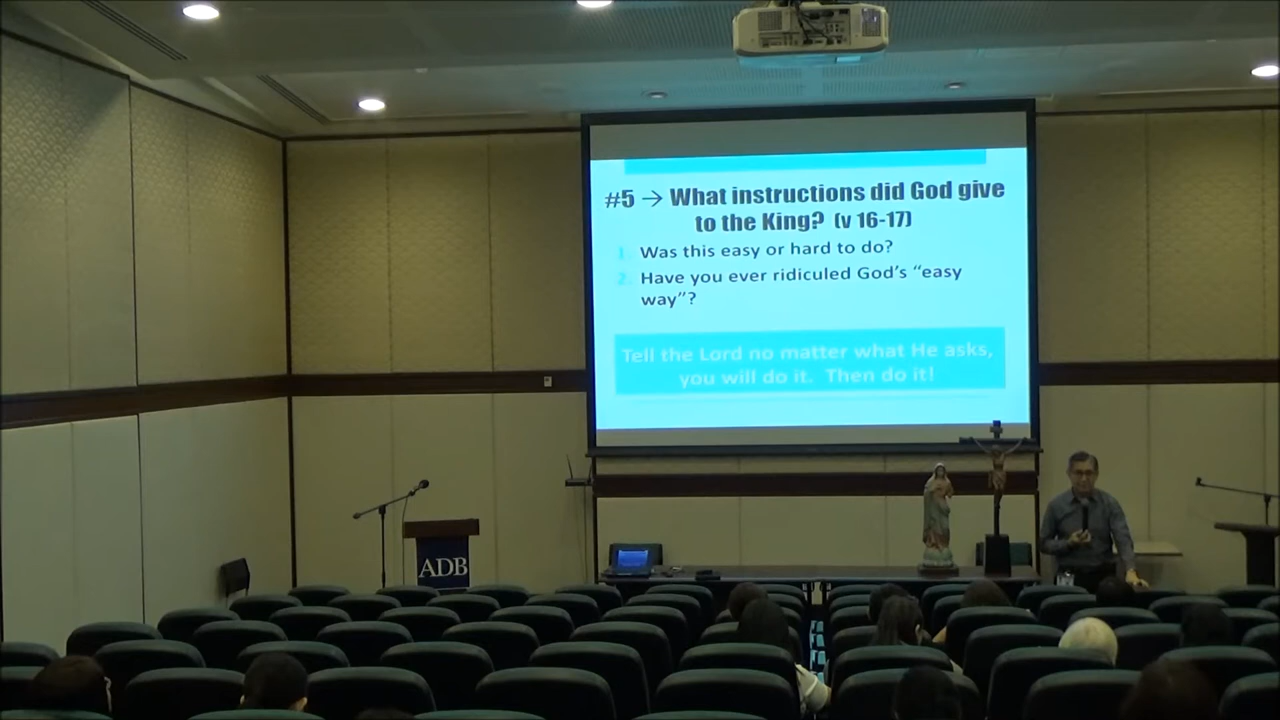 #5 → What instructions did God give
to the King? (v 16-17)
1. Was this easy or hard to do?
2. Have you ever ridiculed God's "easy
way"?
Tell the Lord no matter what He asks,
you will do it. Then do it!
ADB